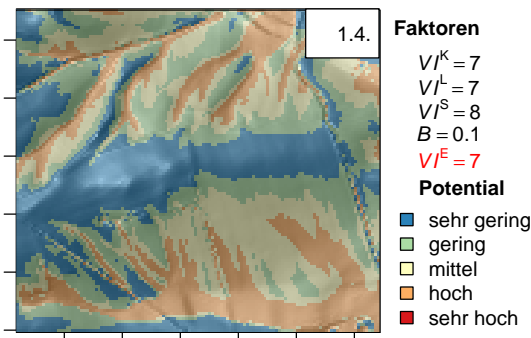 1.4.
Faktoren
VI^K = 7
VI^L = 7
VI^S = 8
B = 0.1
VI^E = 7
Potential
sehr gering
gering
mittel
hoch
sehr hoch